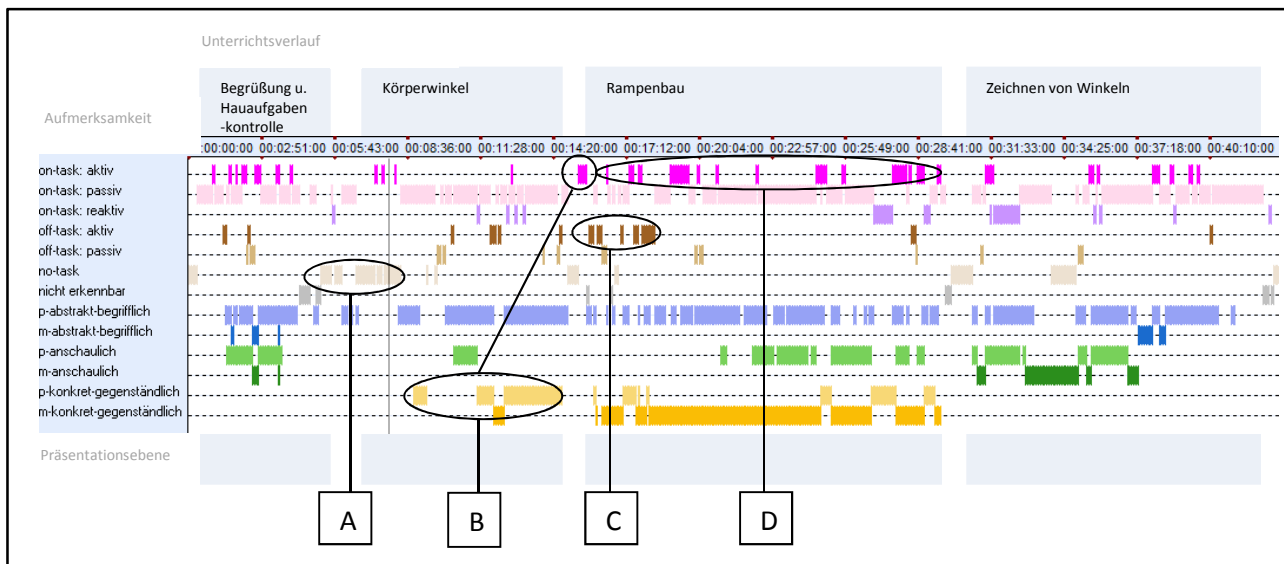 Unterrichtsverlauf
Begrüßung u.
Hauaufgaben
-kontrolle
Körperwinkel
Rampenbau
Zeichnen von Winkeln
Aufmerksamkeit
:00:00:00 00:02:51:00 00:05:43:00 00:08:36:00 00:11:28:00 00:14:20:00 00:17:12:00 00:20:04:00 00:22:57:00 00:25:49:00 00:28:41:00 00:31:33:00 00:34:25:00 00:37:18:00 00:40:10:00
on-task: aktiv
on-task: passiv
on-task: reaktiv
off-task: aktiv
off-task: passiv
no-task
nicht erkennbar
p-abstrakt-begrifflich
m-abstrakt-begrifflich
p-anschaulich
m-anschaulich
p-konkret-gegenständlich
m-konkret-gegenständlich
Präsentationsebene
A
B
C
D